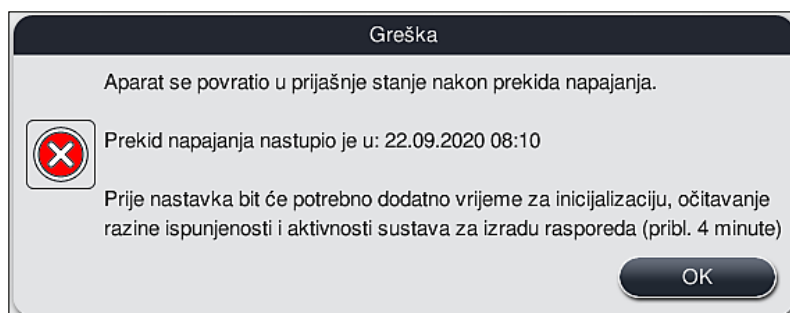 Greška
Aparat se povratio u prijašnje stanje nakon prekida napajanja.
Prekid napajanja nastupio je u: 22.09.2020 08:10
Prije nastavka bit će potrebno dodatno vrijeme za inicijalizaciju, očitavanje
razine ispunjenosti i aktivnosti sustava za izradu rasporeda (pribl. 4 minute)
OK